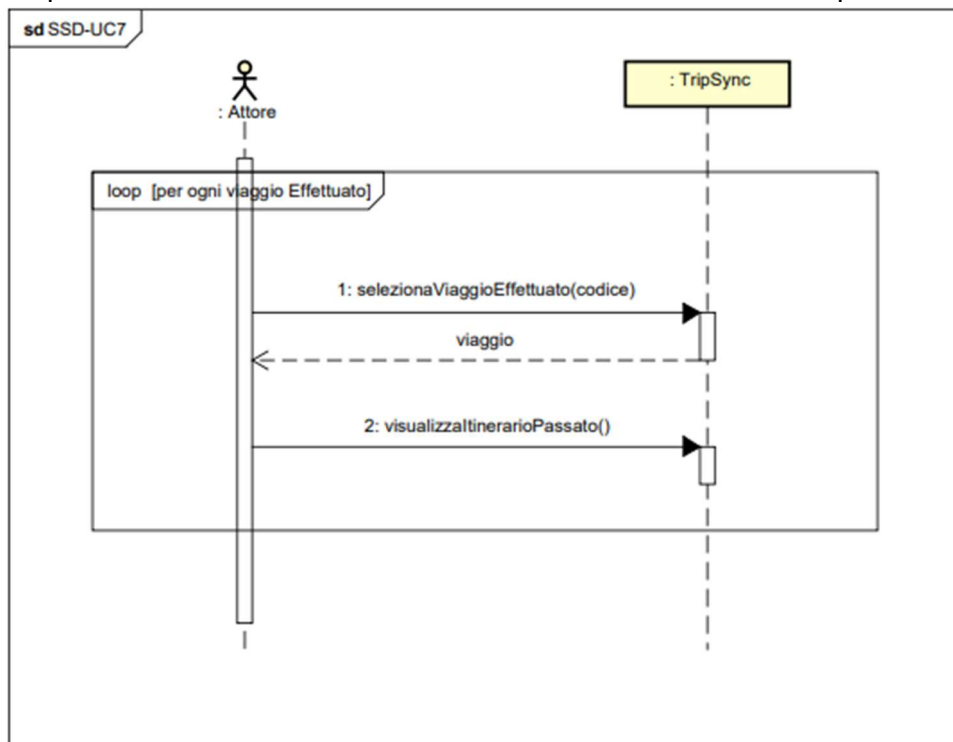 sd SSD-UC7
: Attore
: TripSync
loop [per ogni viaggio Effettuato]
1: selezionaViaggioEffettuato(codice)
viaggio
2: visualizzaItinerarioPassato()